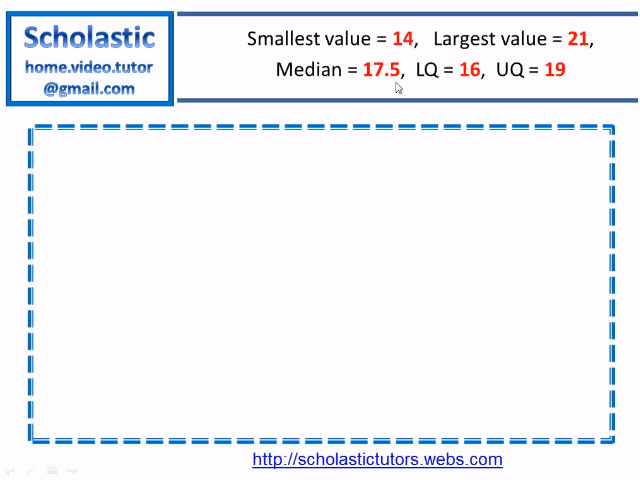 Scholastic
home.video.tutor
@gmail.com
Smallest value = 14, Largest value = 21,
Median = 17.5, LQ = 16, UQ = 19
http://scholastictutors.webs.com